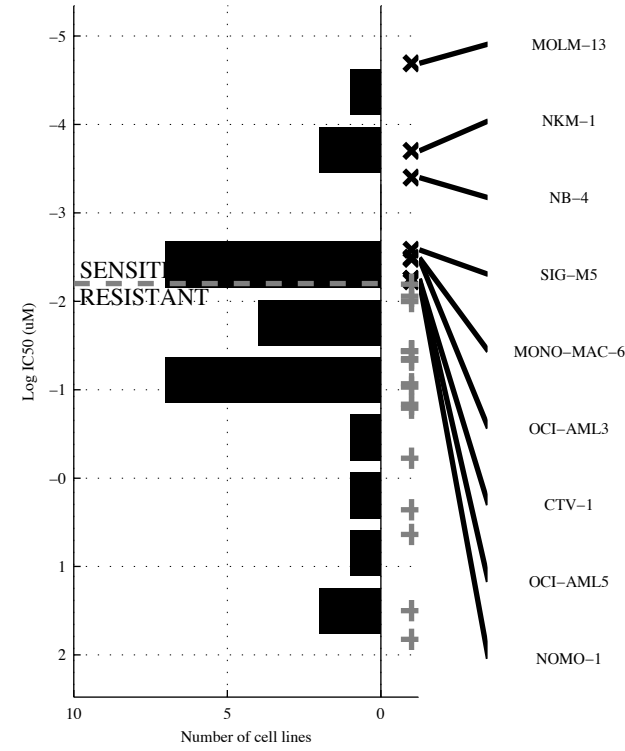 −5
−4
−3
−2
−1
−0
1
2
Log IC50 (uM)
RESISTANT
10
5
0
Number of cell lines
MOLM−13
NKM−1
NB−4
SIG−M5
MONO−MAC−6
OCI−AML3
CTV−1
OCI−AML5
NOMO−1